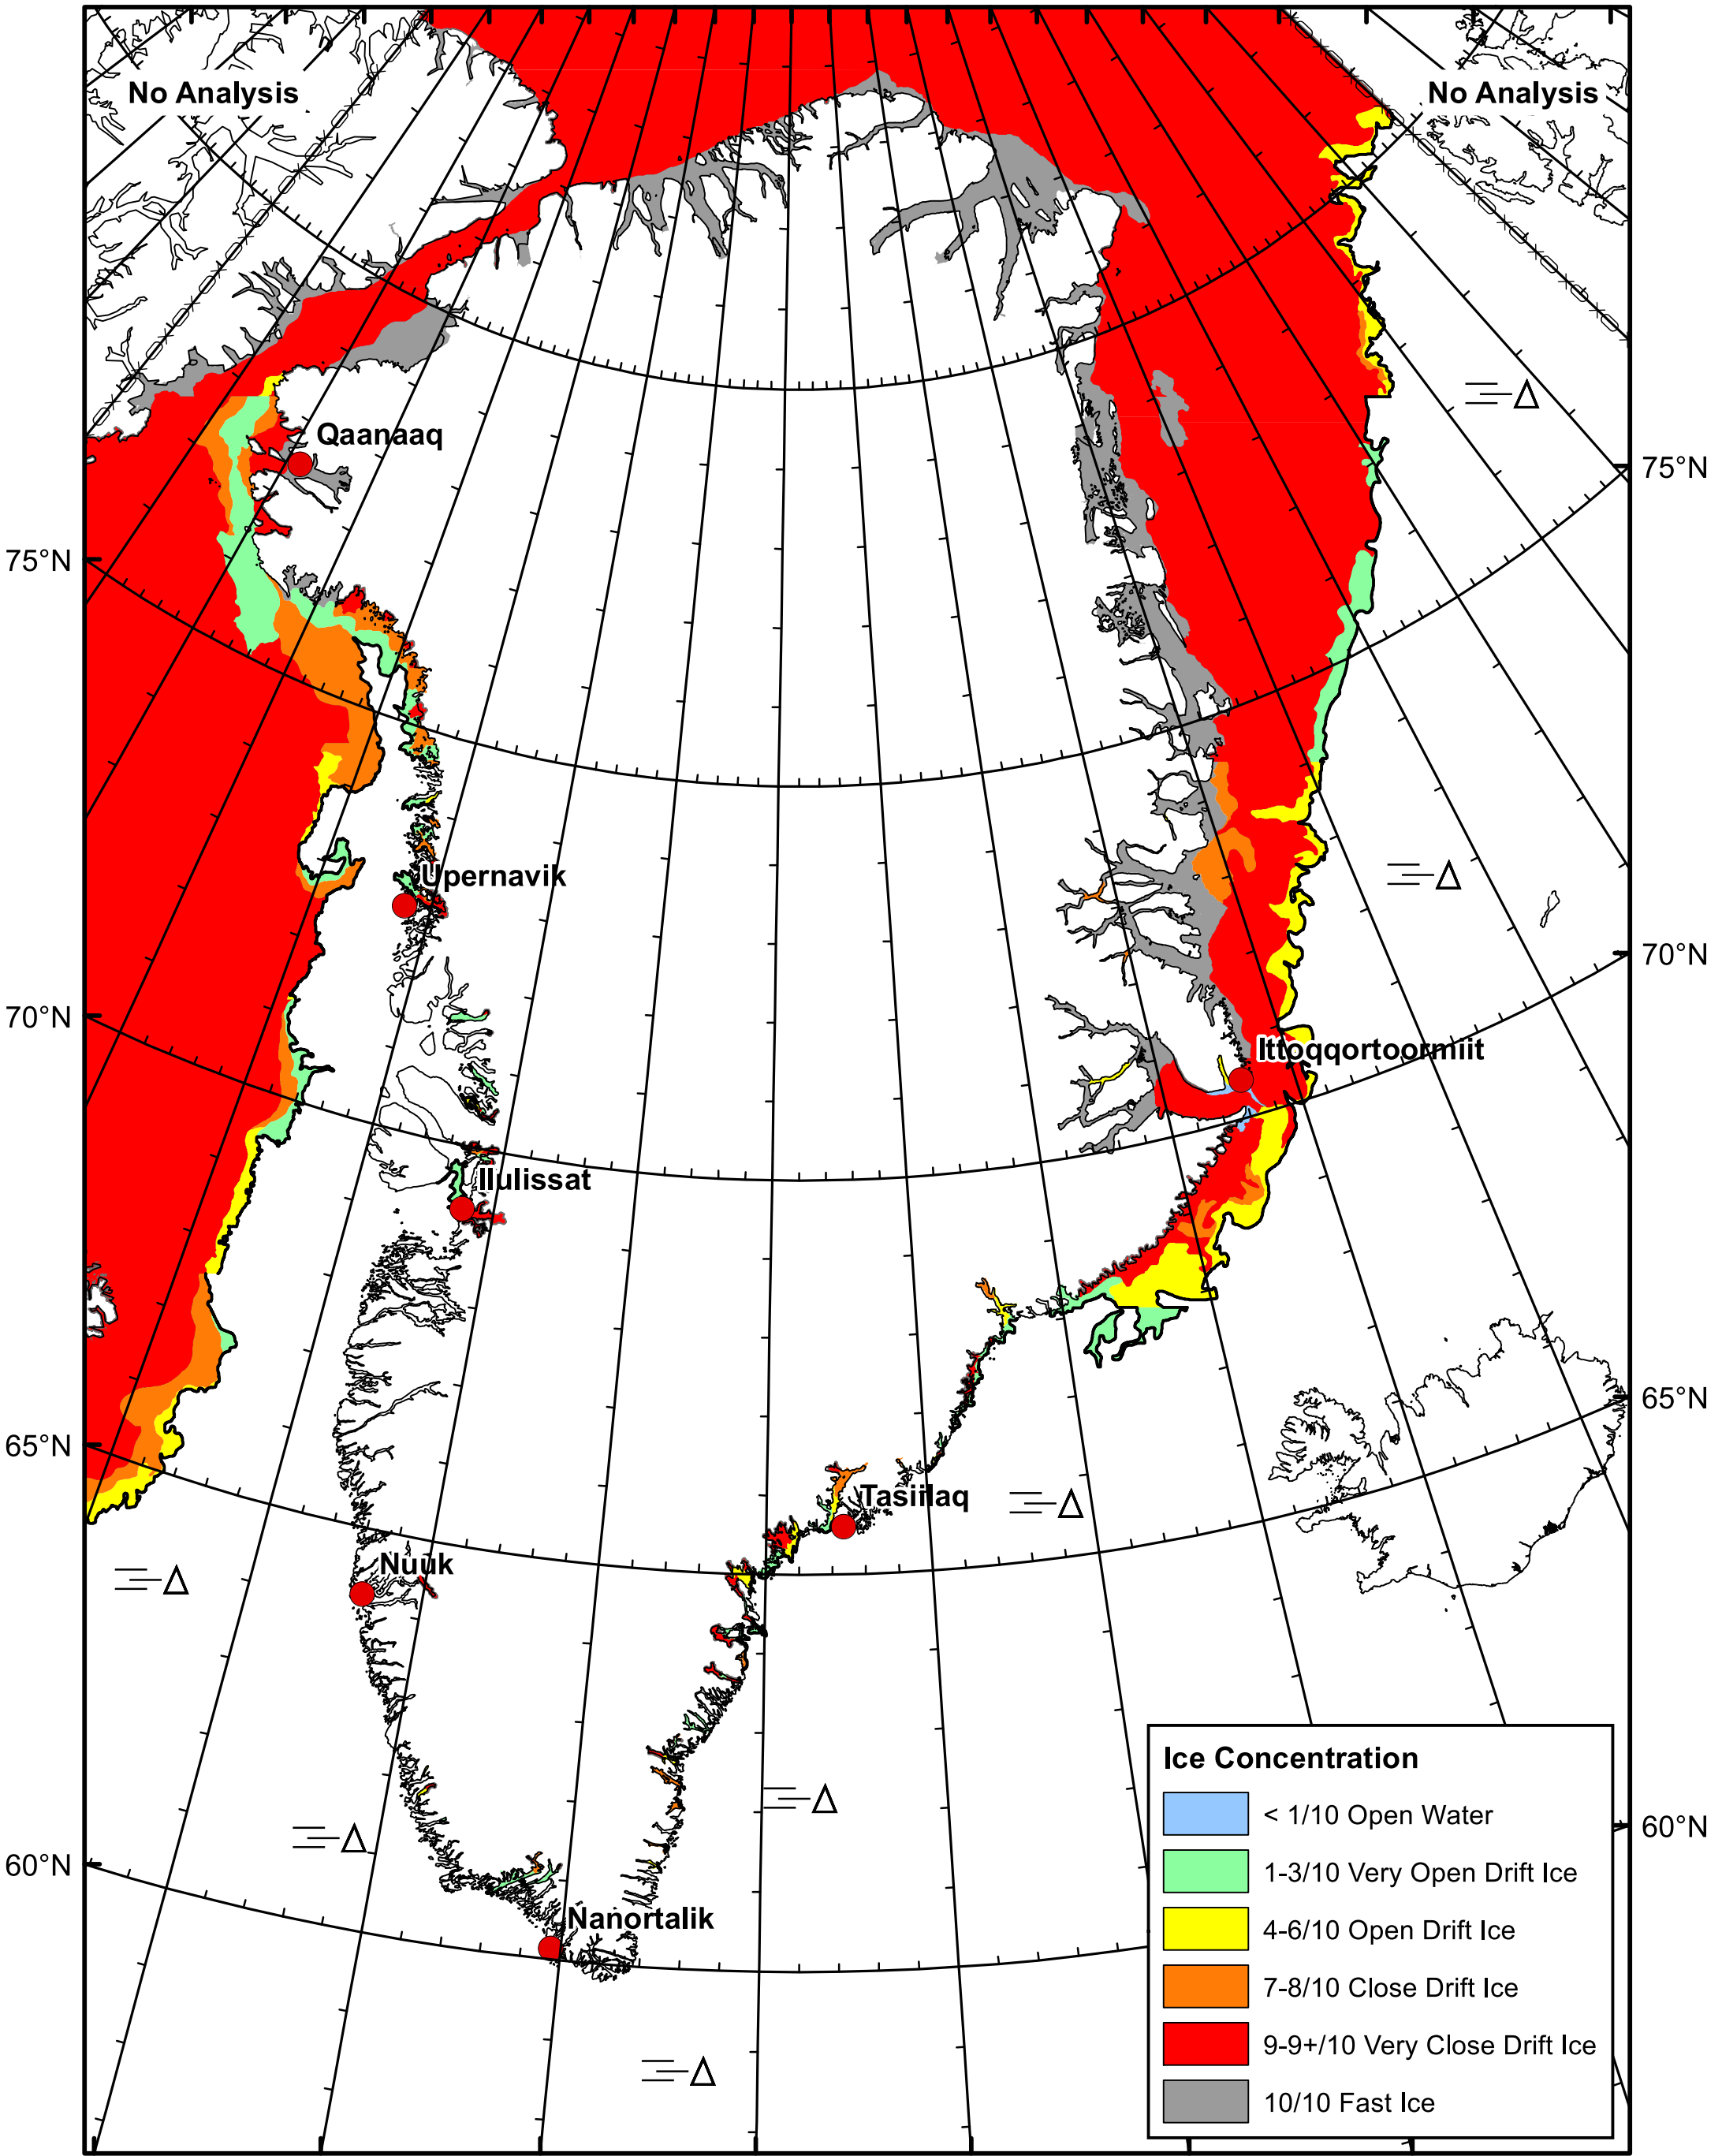 No Analysis
No Analysis
Qaanaaq
75°N
75°N
Upernavik
70°N
70°N
Ittoqqortoormiit
Ilulissat
65°N
65°N
Tasiilaq
Nuuk
Ice Concentration
< 1/10 Open Water
60°N
60°N
1-3/10 Very Open Drift Ice
Nanortalik
4-6/10 Open Drift Ice
7-8/10 Close Drift Ice
9-9+/10 Very Close Drift Ice
10/10 Fast Ice